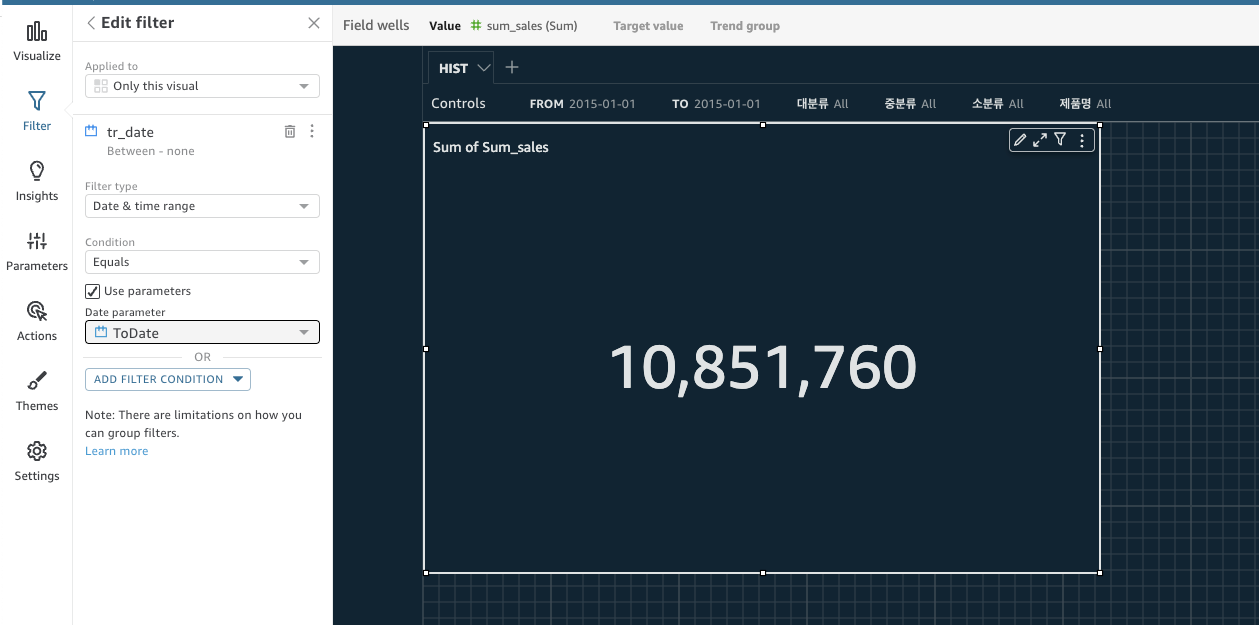 Visualize
Filter
Insights
Parameters
Actions
Themes
Settings
Edit filter
Applied to
Only this visual
tr_date
Between - none
Filter type
Date & time range
Condition
Equals
Use parameters
Date parameter
ToDate
OR
ADD FILTER CONDITION
Note: There are limitations on how you
can group filters.
Learn more
Field wells Value sum_sales (Sum) Target value Trend group
HIST
Controls FROM 2015-01-01 TO 2015-01-01 대분류 All 중분류 All 소분류 All 제품명 All
Sum of Sum_sales
10,851,760